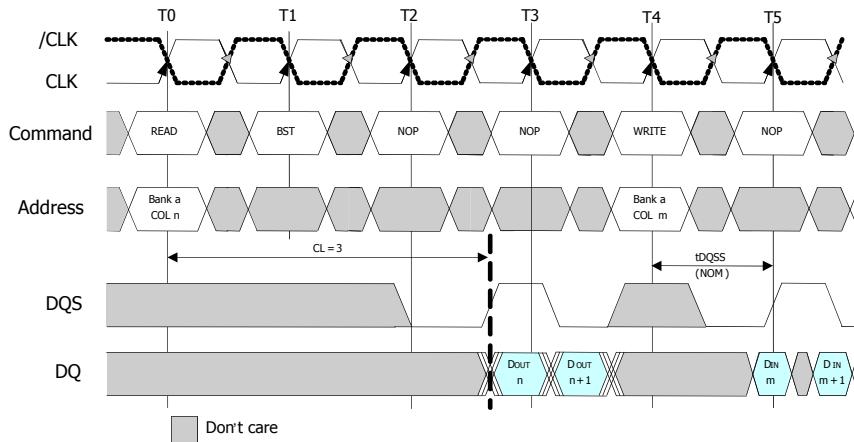 T0 T1 T2 T3 T4 T5
/CLK
CLK
Command READ BST NOP NOP WRITE NOP
Address Bank a Bank a
COL n COL m
CL = 3 tDQSS
(NOM)
DQS
DQ DOUT DOUT DIN DIN
n n+1 m m+1
Don't care